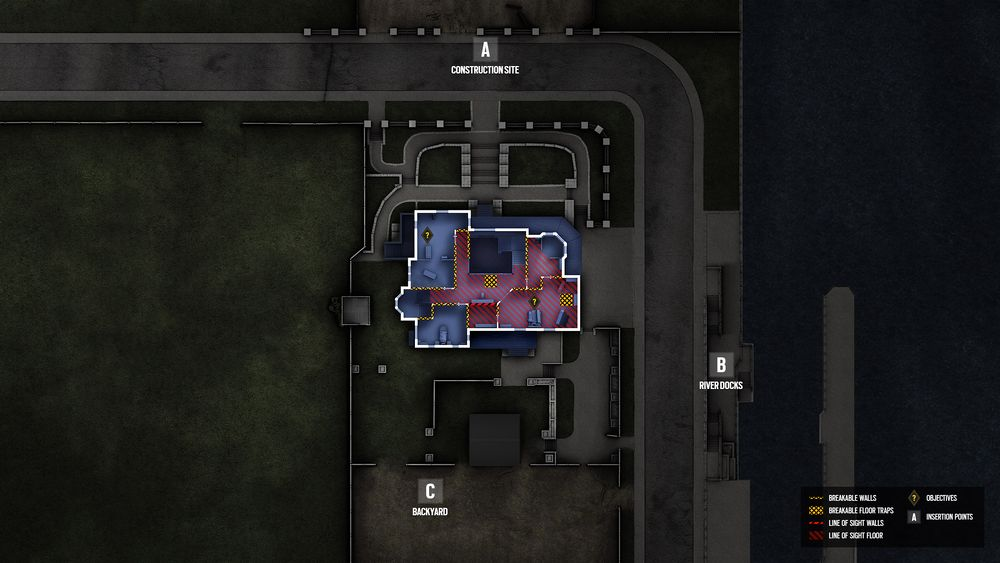 A
CONSTRUCTION SITE
?
?
B
RIVER DOCKS
C
BACKYARD
BREAKABLE WALLS
BREAKABLE FLOOR TRAPS
LINE OF SIGHT WALLS
LINE OF SIGHT FLOOR
? OBJECTIVES
A INSERTION POINTS